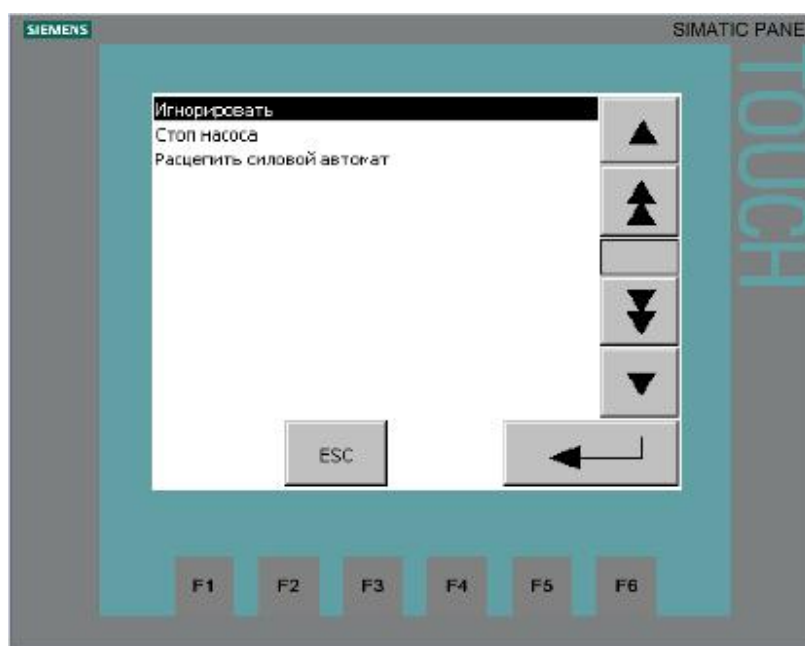 SIEMENS
SIMATIC PANE
TOUCH
Игнорировать
Стоп насоса
Расцепить силовой автомат
ESC
F1 F2 F3 F4 F5 F6